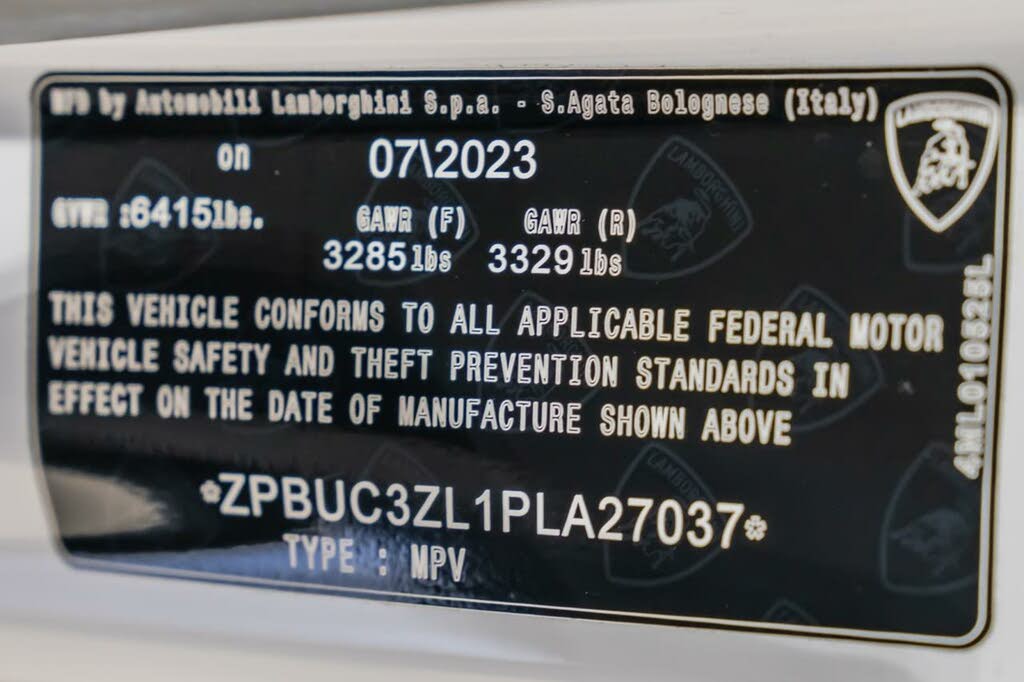 MFD by Automobili Lamborghini S.p.a. - S.Agata Bolognese (Italy)
on 07\2023
GVWR :6415lbs. GAWR (F) GAWR (R)
3285lbs 3329lbs
THIS VEHICLE CONFORMS TO ALL APPLICABLE FEDERAL MOTOR
VEHICLE SAFETY AND THEFT PREVENTION STANDARDS IN
EFFECT ON THE DATE OF MANUFACTURE SHOWN ABOVE
*ZPBUC3ZL1PLA27037*
TYPE : MPV
LAMBORGHINI
4ML010525L
LAMBORGHINI
LAMBORGHINI